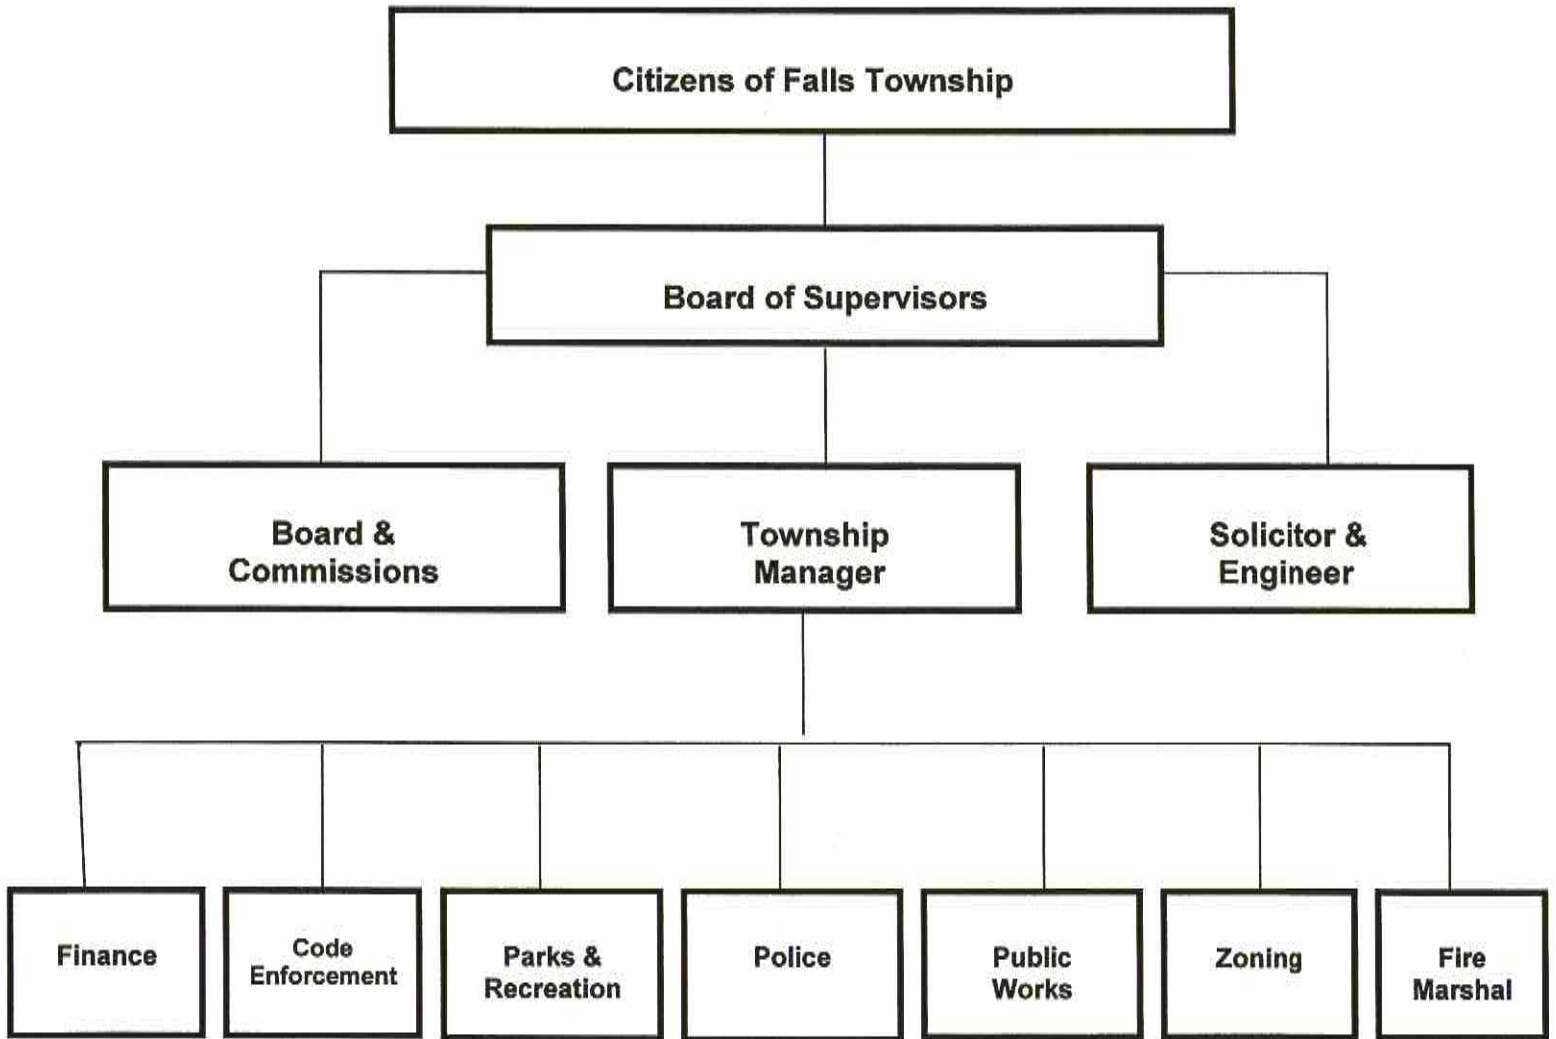 Citizens of Falls Township
Board of Supervisors
Board &
Commissions
Township
Manager
Solicitor &
Engineer
Finance
Code
Enforcement
Parks &
Recreation
Police
Public
Works
Zoning
Fire
Marshal